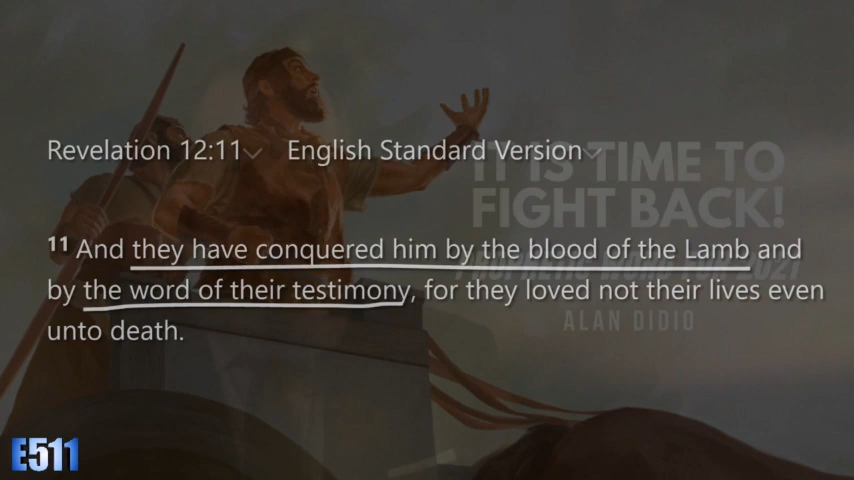 Revelation 12:11 English Standard Version
IT IS TIME TO
FIGHT BACK!
11 And they have conquered him by the blood of the Lamb and
by the word of their testimony, for they loved not their lives even
unto death.
ALAN DIDIO
E511